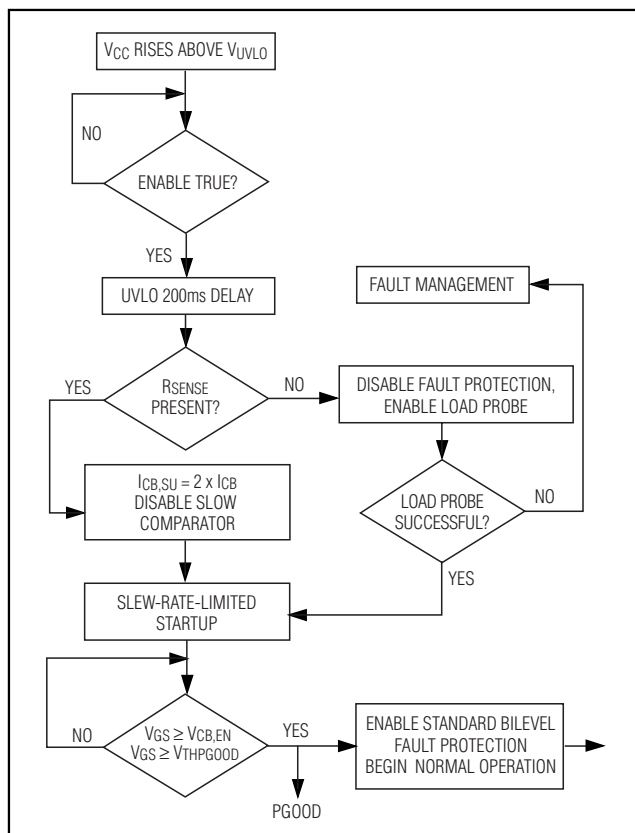 VCC RISES ABOVE VUVLO
NO
ENABLE TRUE?
YES
UVLO 200ms DELAY
FAULT MANAGEMENT
YES
RSENSE
PRESENT?
NO
DISABLE FAULT PROTECTION,
ENABLE LOAD PROBE
ICB,SU = 2 x ICB
DISABLE SLOW
COMPARATOR
LOAD PROBE
SUCCESSFUL?
NO
YES
SLEW-RATE-LIMITED
STARTUP
NO
VGS ≥ VCB,EN
VGS ≥ VTHPGOOD
YES
ENABLE STANDARD BILEVEL
FAULT PROTECTION
BEGIN NORMAL OPERATION
PGOOD